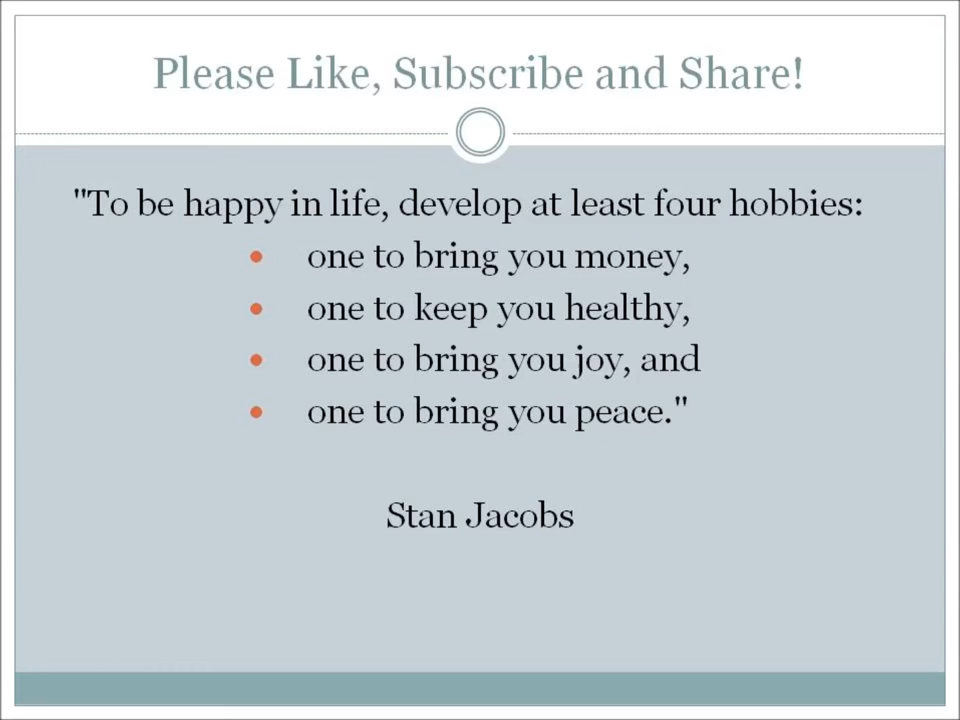 Please Like, Subscribe and Share!
"To be happy in life, develop at least four hobbies:
• one to bring you money,
• one to keep you healthy,
• one to bring you joy, and
• one to bring you peace."
Stan Jacobs